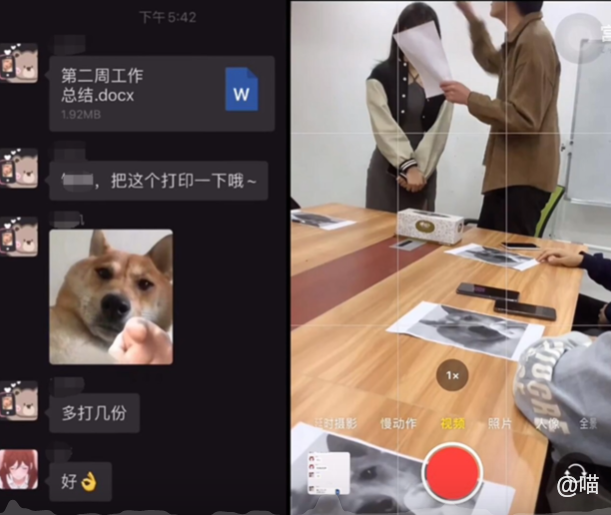 下午 5:42
第二周工作
总结.docx
W
1.92MB
，把这个打印一下哦~
多打几份
好👌
1×
延时摄影 慢动作 视频 照片 人像 全景
@喵